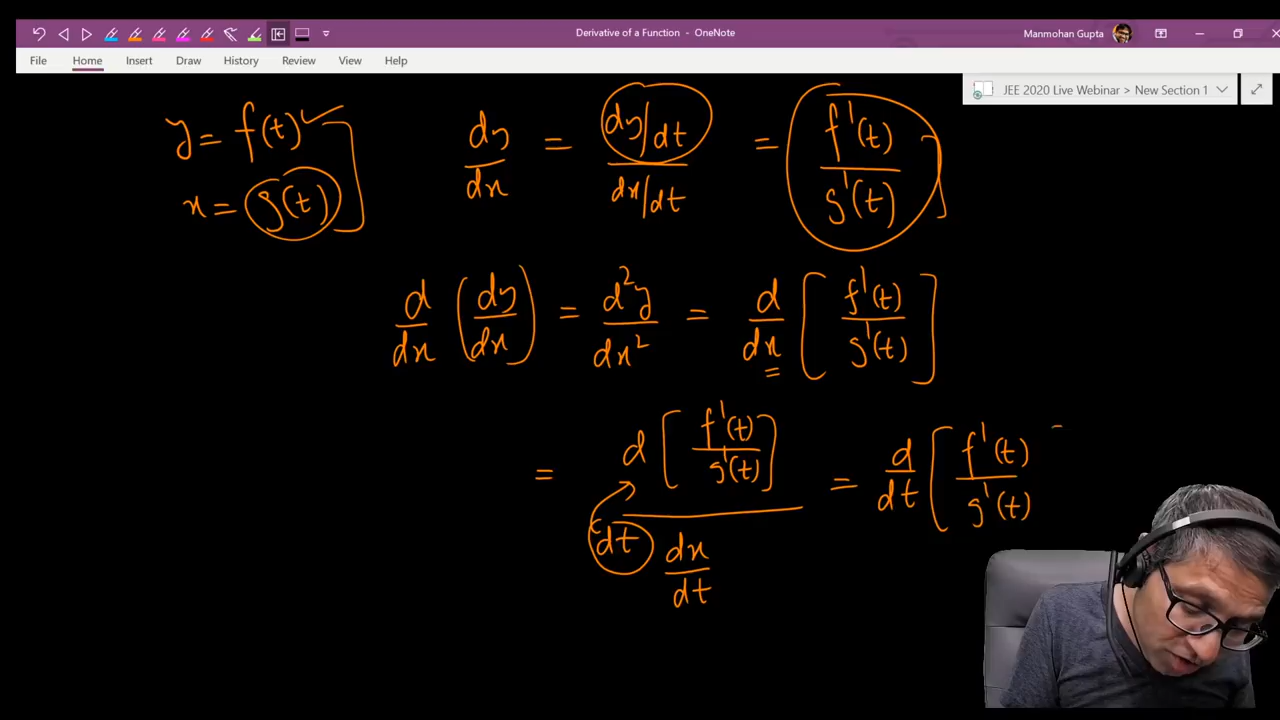 Derivative of a Function - OneNote
Manmohan Gupta
File Home Insert Draw History Review View Help
JEE 2020 Live Webinar > New Section 1
y = f(t)
x = g(t)
dy/dx = (dy/dt)/(dx/dt) = f'(t)/g'(t)
d/dx (dy/dx) = d²y/dx² = d/dx [f'(t)/g'(t)]
= d[f'(t)/g'(t)]/dt dx/dt = d/dt [f'(t)/g'(t)